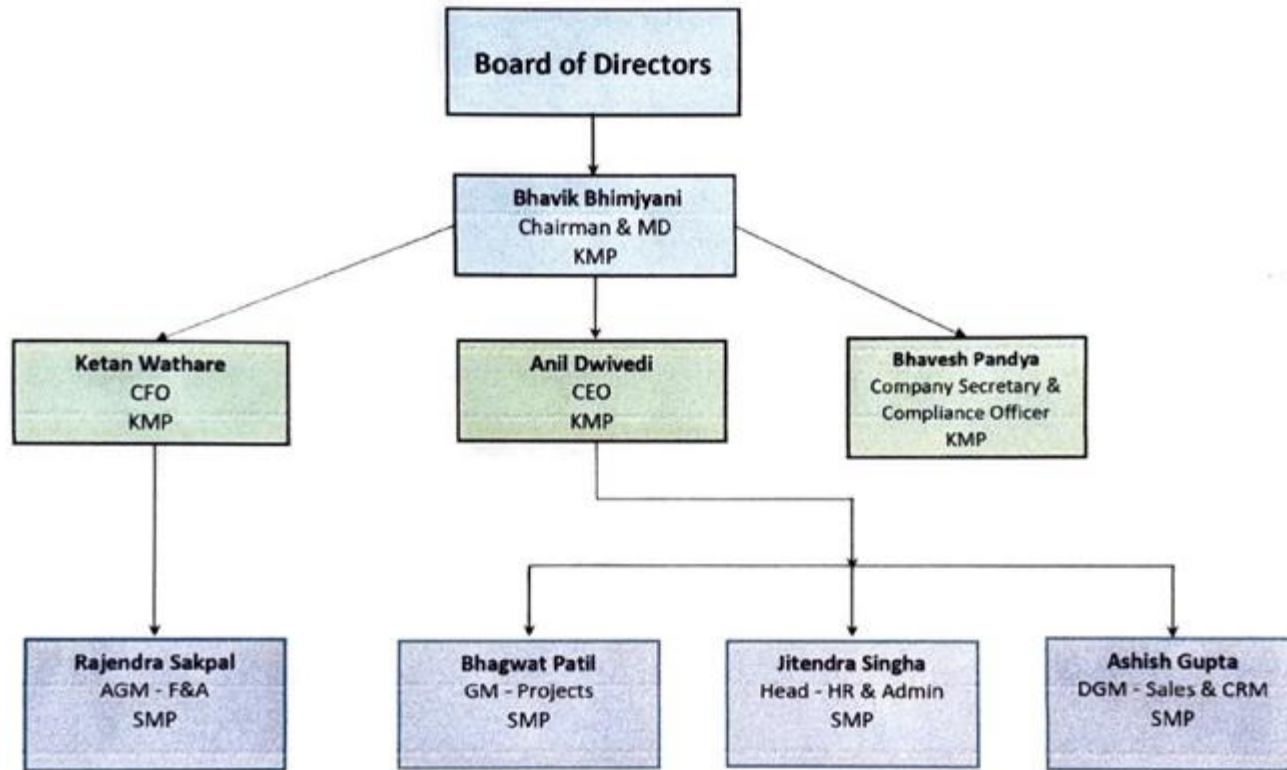 Board of Directors
Bhavik Bhimjyani
Chairman & MD
KMP
Ketan Wathare
CFO
KMP
Anil Dwivedi
CEO
KMP
Bhavesh Pandya
Company Secretary &
Compliance Officer
KMP
Rajendra Sakpal
AGM - F&A
SMP
Bhagwat Patil
GM - Projects
SMP
Jitendra Singha
Head - HR & Admin
SMP
Ashish Gupta
DGM - Sales & CRM
SMP